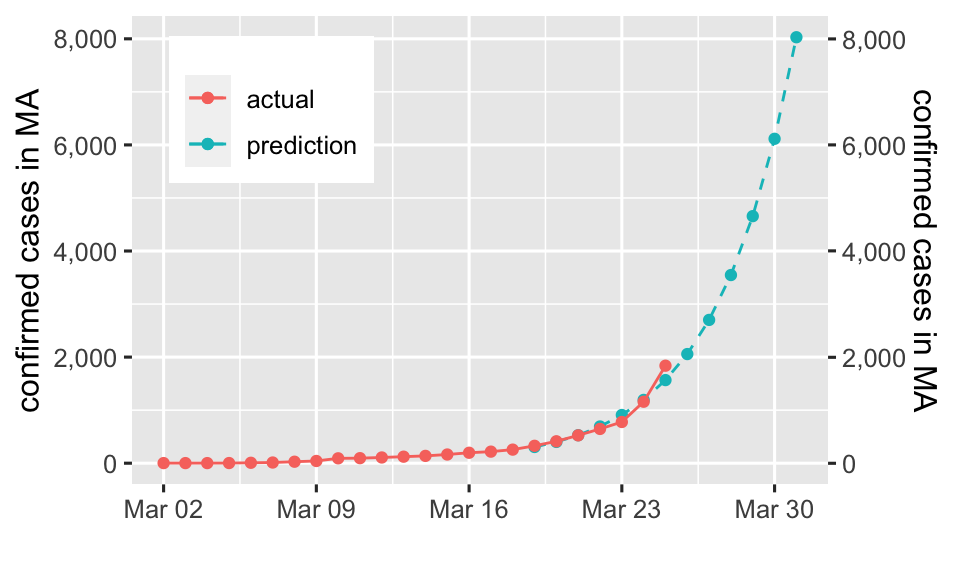 confirmed cases in MA
8,000
6,000
4,000
2,000
0
actual
prediction
8,000
6,000
4,000
2,000
0
confirmed cases in MA
Mar 02
Mar 09
Mar 16
Mar 23
Mar 30